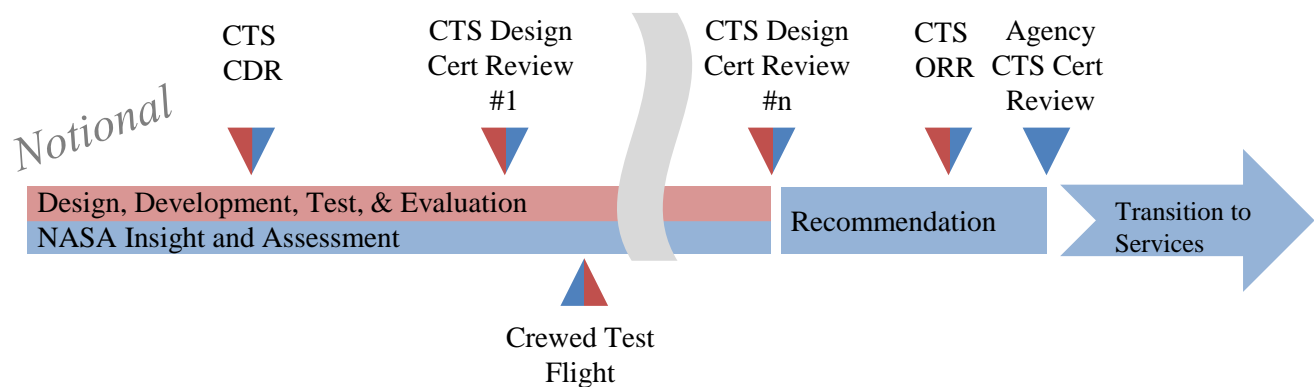 CTS
CDR
CTS Design
Cert Review
#1
CTS Design
Cert Review
#n
CTS
ORR
Agency
CTS Cert
Review
Notional
Design, Development, Test, & Evaluation
NASA Insight and Assessment
Recommendation
Transition to
Services
Crewed Test
Flight